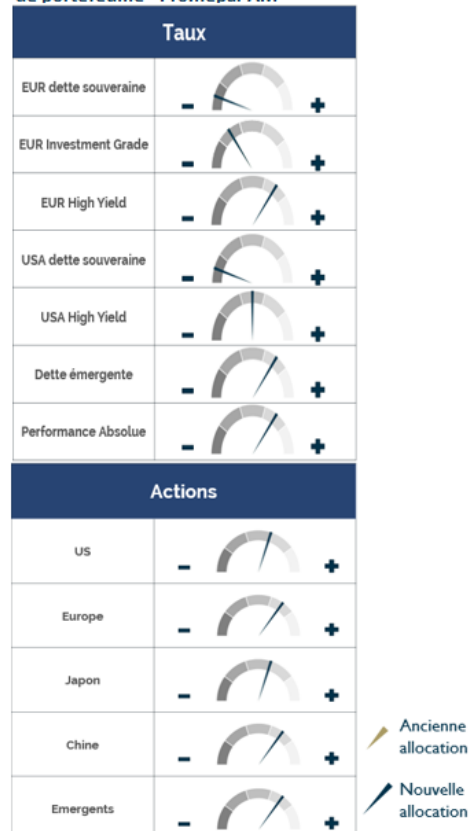 Taux
EUR dette souveraine
- +
EUR Investment Grade
- +
EUR High Yield
- +
USA dette souveraine
- +
USA High Yield
- +
Dette émergente
- +
Performance Absolue
- +
Actions
US
- +
Europe
- +
Japon
- +
Chine
- +
Emergents
- +
Ancienne
allocation
Nouvelle
allocation